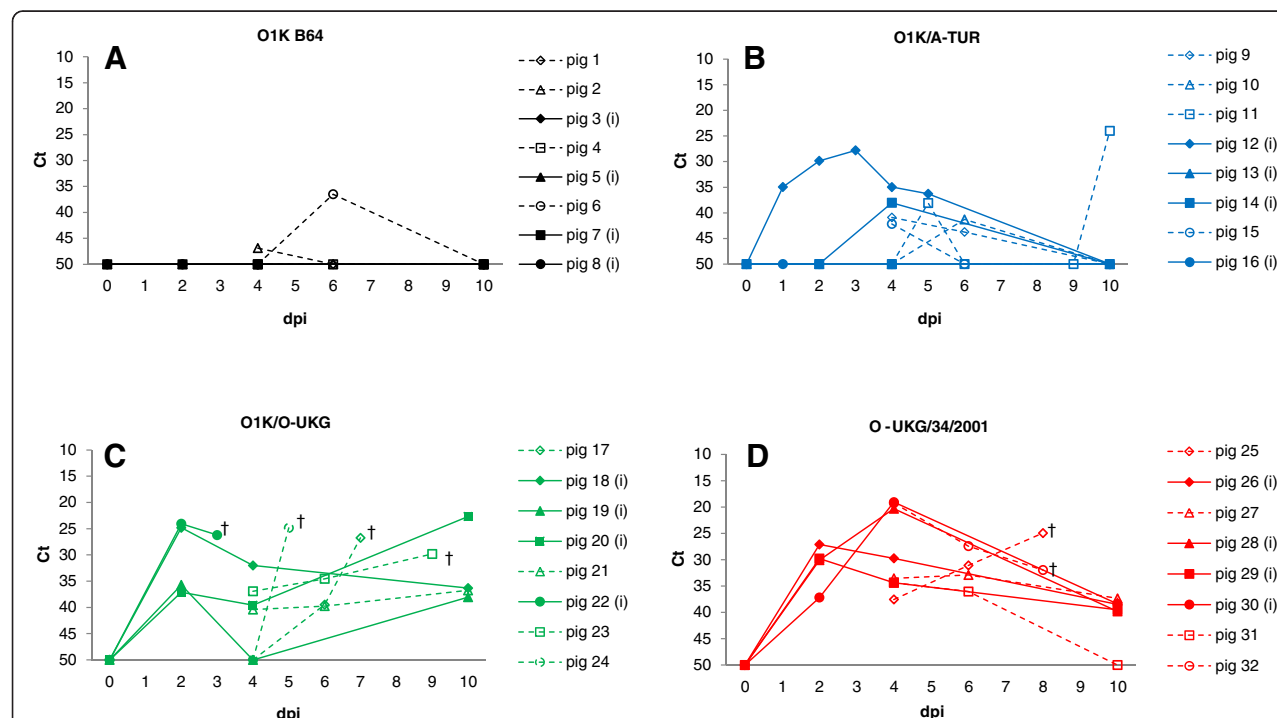 O1K B64
A
10
15
20
25
30
35
40
45
50
Ct
0 1 2 3 4 5 6 7 8 9 10
dpi
pig 1
pig 2
pig 3 (i)
pig 4
pig 5 (i)
pig 6
pig 7 (i)
pig 8 (i)
O1K/A-TUR
B
10
15
20
25
30
35
40
45
50
Ct
0 1 2 3 4 5 6 7 8 9 10
dpi
pig 9
pig 10
pig 11
pig 12 (i)
pig 13 (i)
pig 14 (i)
pig 15
pig 16 (i)
O1K/O-UKG
C
10
15
20
25
30
35
40
45
50
Ct
† † † †
0 1 2 3 4 5 6 7 8 9 10
dpi
pig 17
pig 18 (i)
pig 19 (i)
pig 20 (i)
pig 21
pig 22 (i)
pig 23
pig 24
O - UKG/34/2001
D
10
15
20
25
30
35
40
45
50
Ct
†
†
0 1 2 3 4 5 6 7 8 9 10
dpi
pig 25
pig 26 (i)
pig 27
pig 28 (i)
pig 29 (i)
pig 30 (i)
pig 31
pig 32